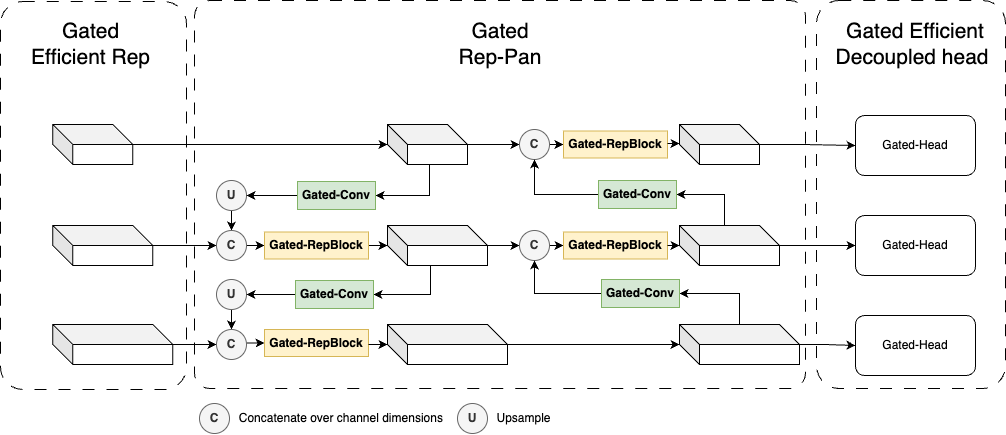 Gated
Efficient Rep
Gated
Rep-Pan
Gated Efficient
Decoupled head
C
Gated-RepBlock
Gated-Head
U
Gated-Conv
Gated-Conv
C
Gated-RepBlock
C
Gated-RepBlock
Gated-Head
U
Gated-Conv
Gated-Conv
C
Gated-RepBlock
Gated-Head
C Concatenate over channel dimensions U Upsample